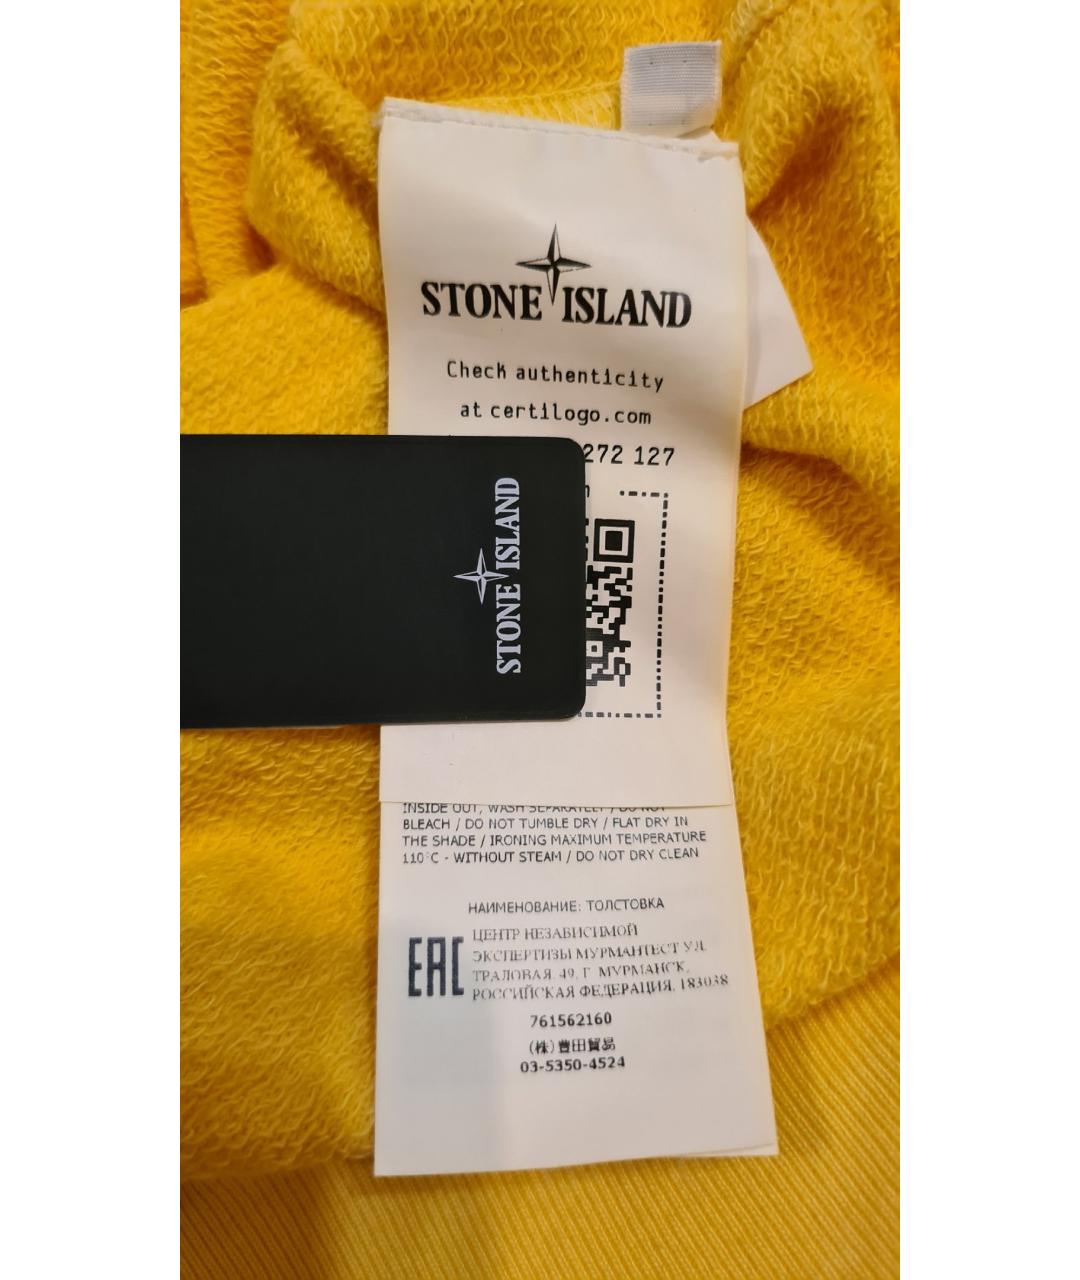 STONE ISLAND
Check authenticity
at certilogo.com
272 127
STONE ISLAND
INSIDE OUT, WASH SEPARATELY / DO NOT
BLEACH / DO NOT TUMBLE DRY / FLAT DRY IN
THE SHADE / IRONING MAXIMUM TEMPERATURE
110°C - WITHOUT STEAM / DO NOT DRY CLEAN
НАИМЕНОВАНИЕ: ТОЛСТОВКА
EAC
ЦЕНТР НЕЗАВИСИМОЙ
ЭКСПЕРТИЗЫ МУРМАНТЕСТ УЛ.
ТРАЛОВАЯ, 49, Г. МУРМАНСК,
РОССИЙСКАЯ ФЕДЕРАЦИЯ, 183038
761562160
(株)豊田貿易
03-5350-4524